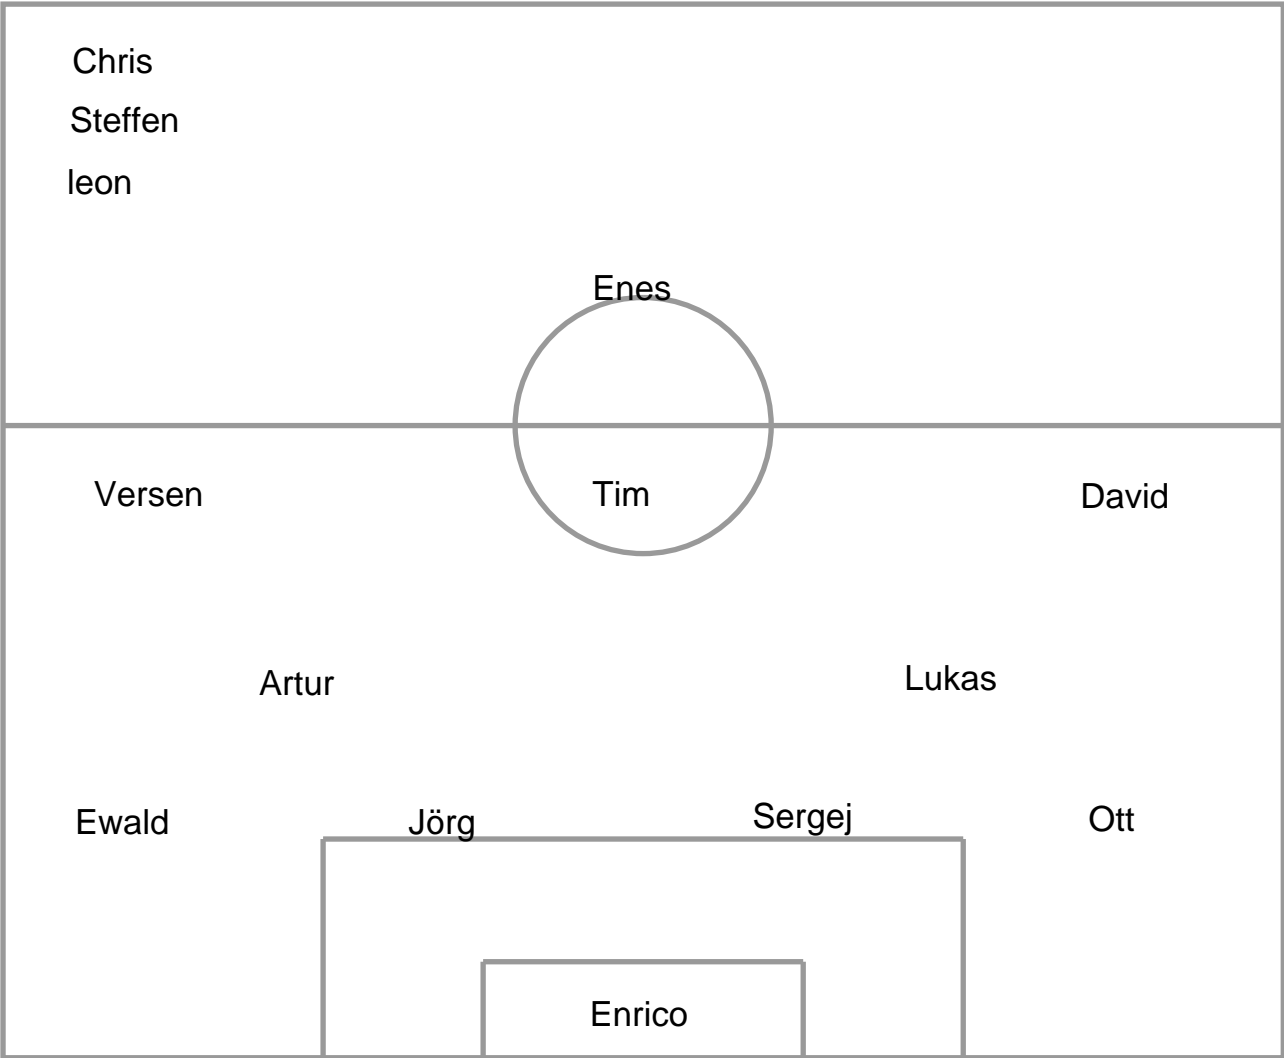 Chris
Steffen
leon
Enes
Versen Tim David
Artur Lukas
Ewald Jörg Sergej Ott
Enrico